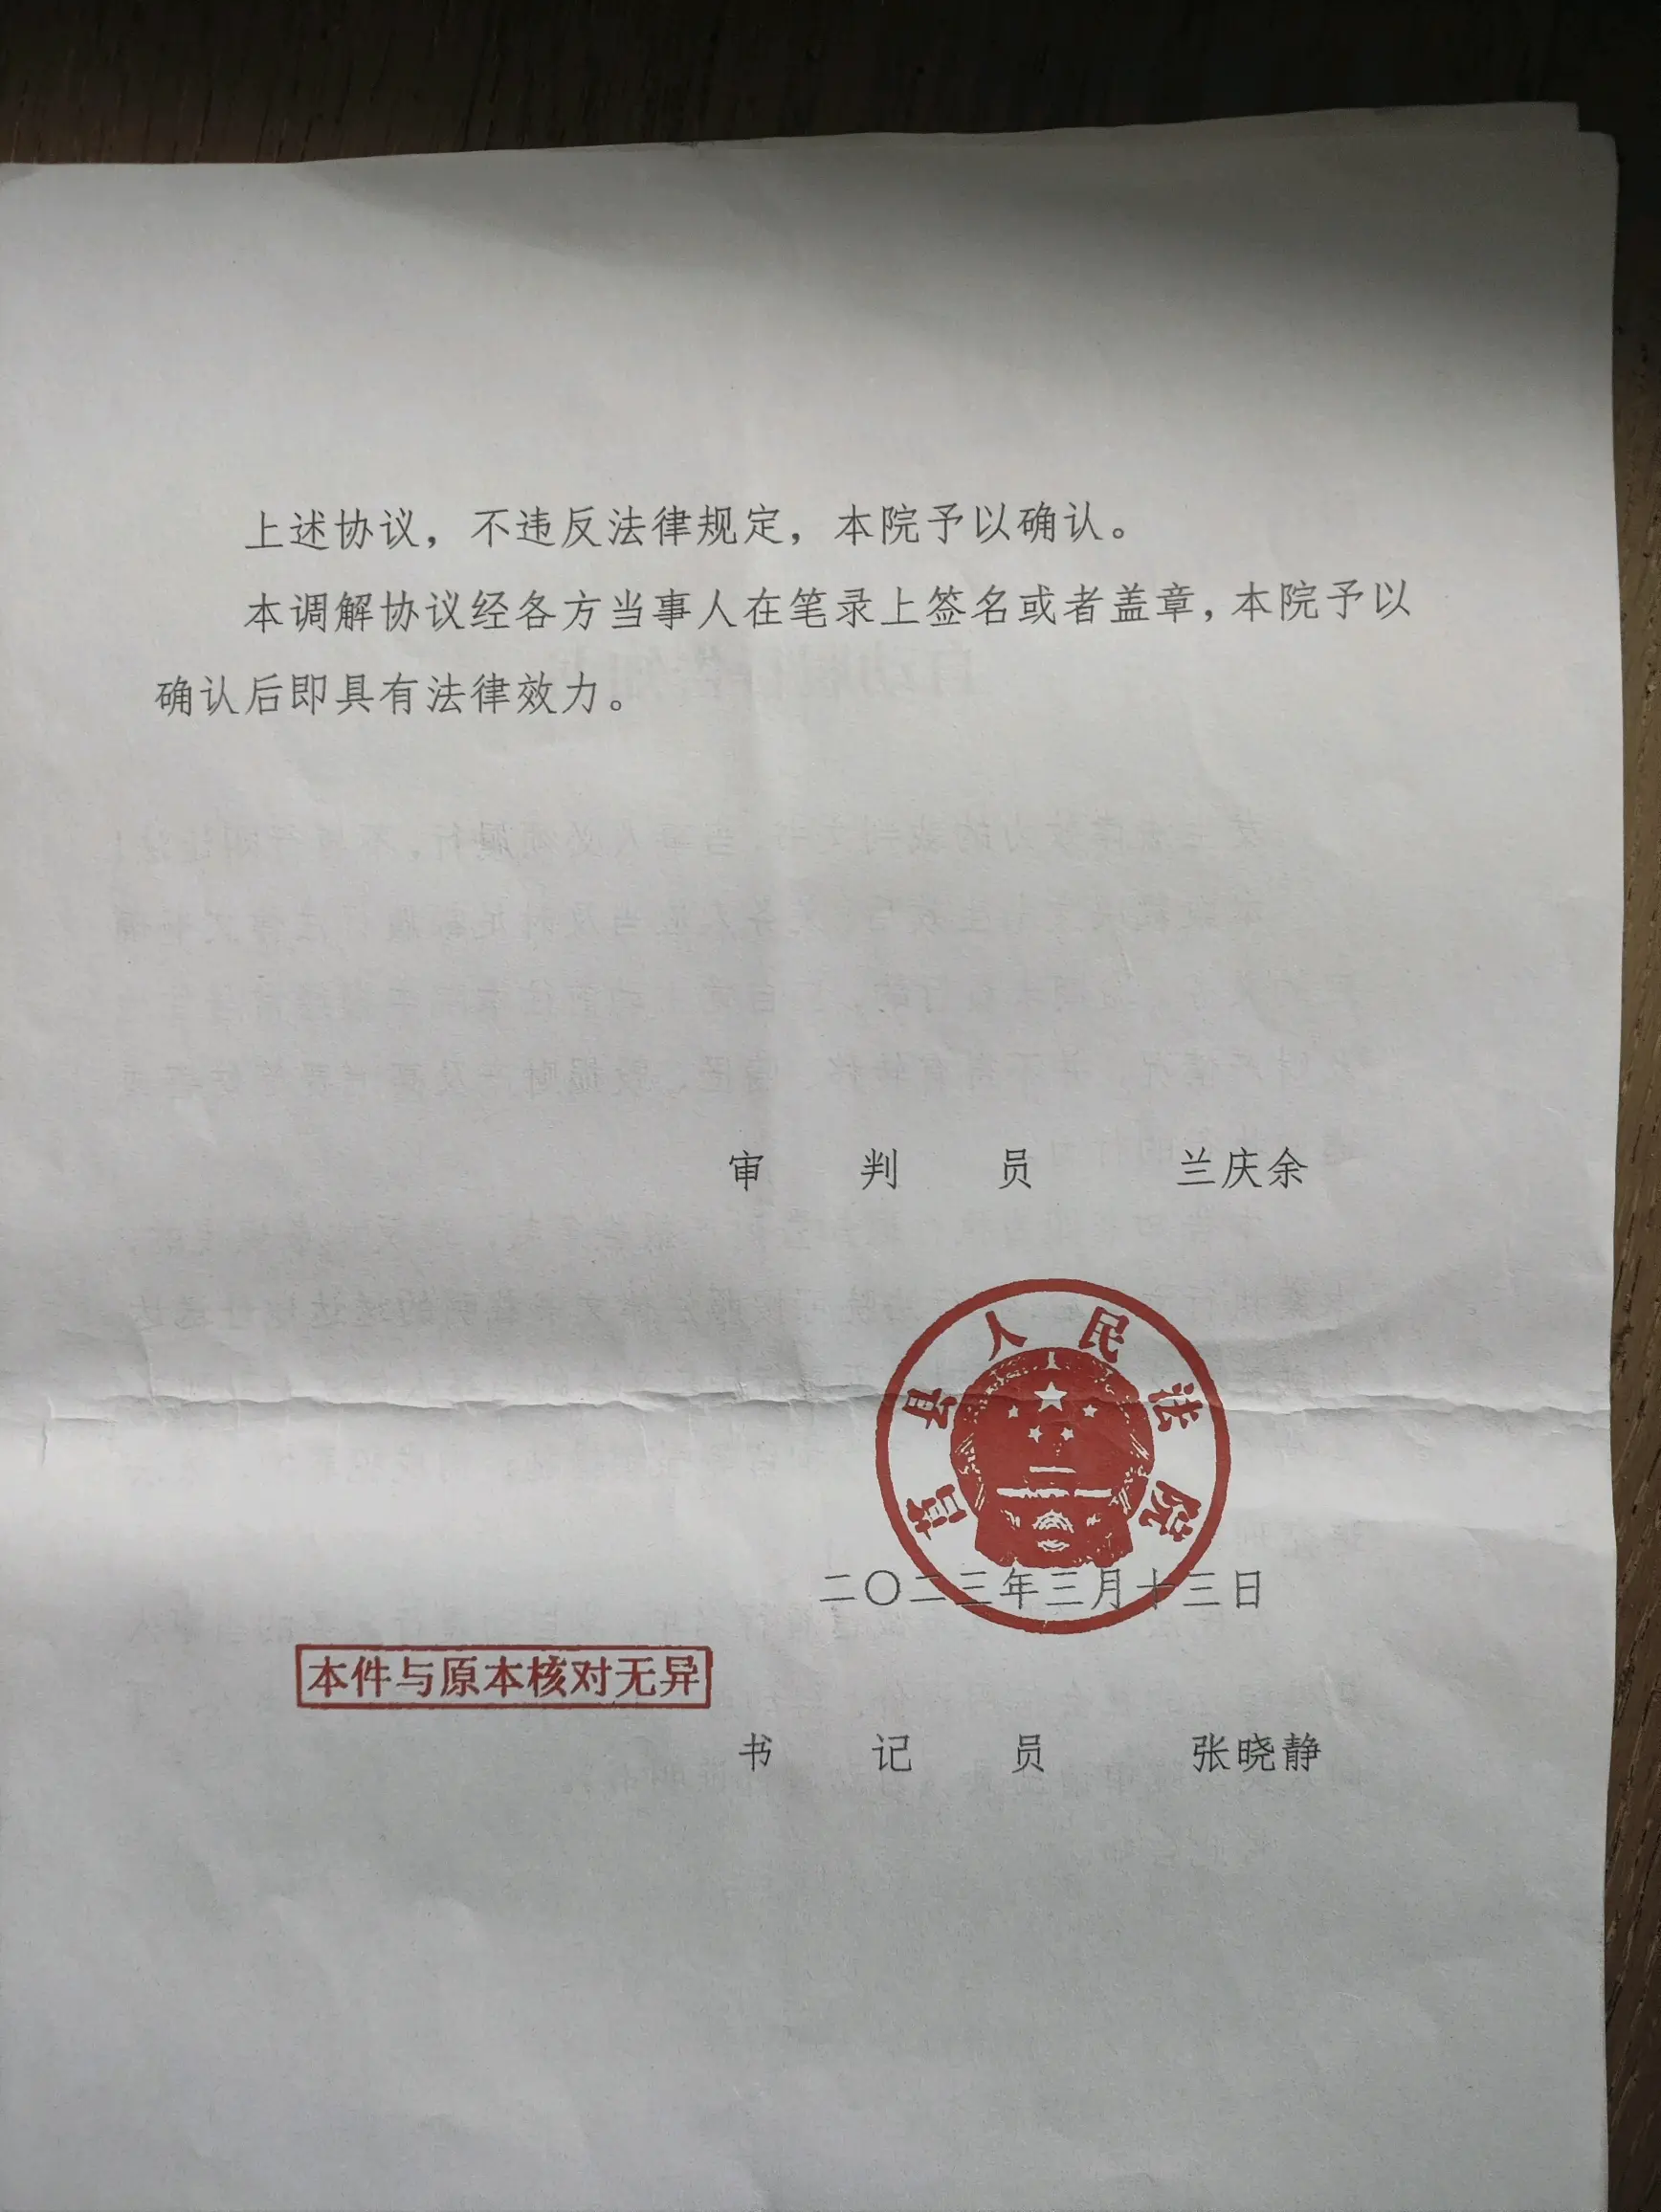 上述协议，不违反法律规定，本院予以确认。
本调解协议经各方当事人在笔录上签名或者盖章，本院予以
确认后即具有法律效力。
审 判 员 兰庆余
县人民法院
二〇二三年三月十三日
本件与原本核对无异
书 记 员 张晓静